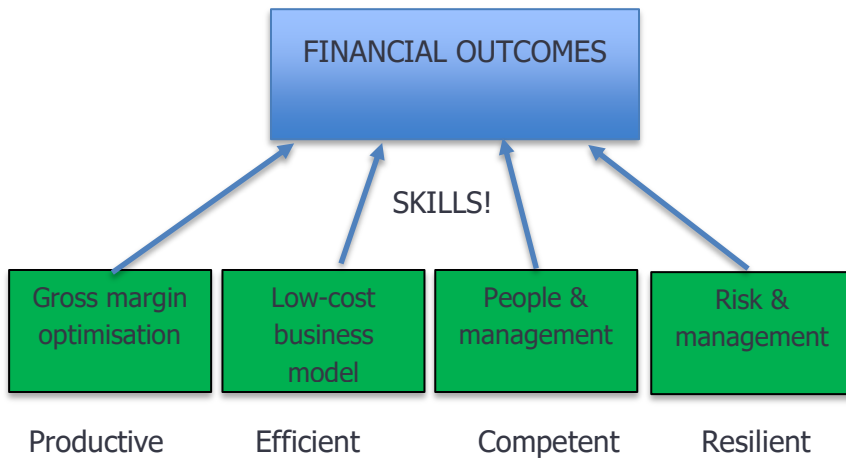 FINANCIAL OUTCOMES
SKILLS!
Gross margin
optimisation
Low-cost
business
model
People &
management
Risk &
management
Productive
Efficient
Competent
Resilient